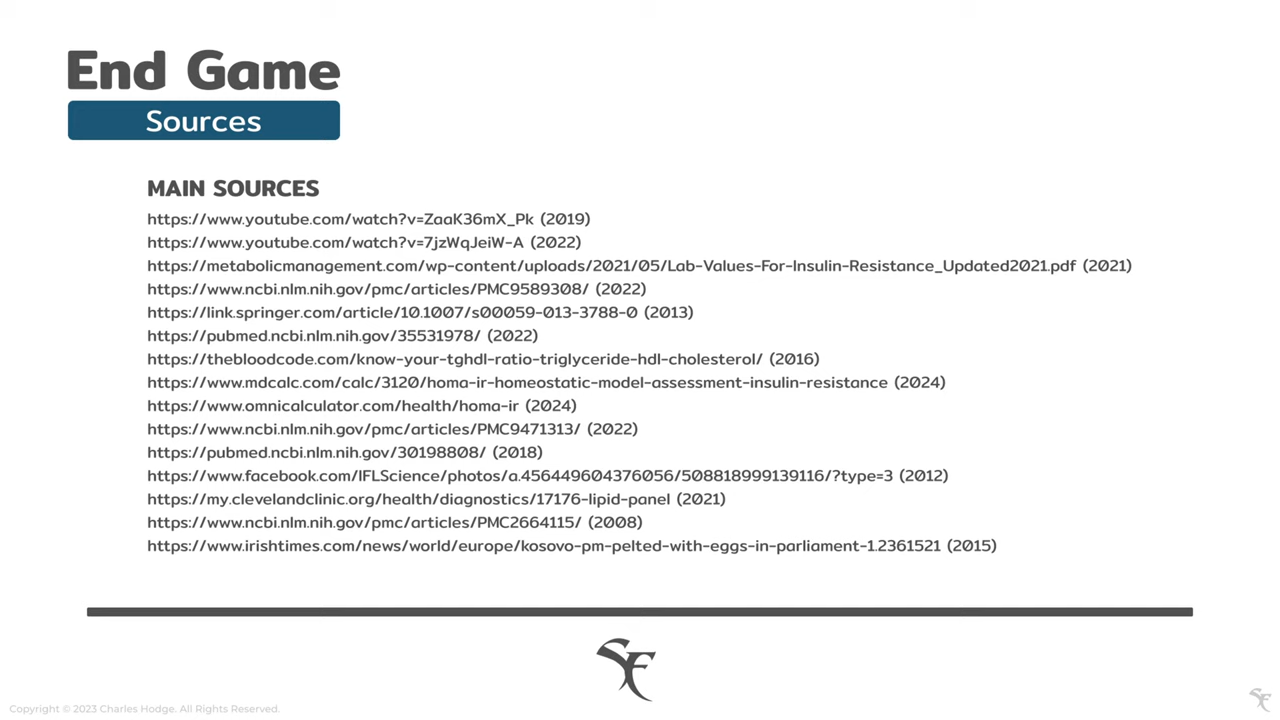 End Game
Sources
MAIN SOURCES
https://www.youtube.com/watch?v=ZaaK36mX_Pk (2019)
https://www.youtube.com/watch?v=7jzWqJeiW-A (2022)
https://metabolicmanagement.com/wp-content/uploads/2021/05/Lab-Values-For-Insulin-Resistance_Updated2021.pdf (2021)
https://www.ncbi.nlm.nih.gov/pmc/articles/PMC9589308/ (2022)
https://link.springer.com/article/10.1007/s00059-013-3788-0 (2013)
https://pubmed.ncbi.nlm.nih.gov/35531978/ (2022)
https://thebloodcode.com/know-your-tghdl-ratio-triglyceride-hdl-cholesterol/ (2016)
https://www.mdcalc.com/calc/3120/homa-ir-homeostatic-model-assessment-insulin-resistance (2024)
https://www.omnicalculator.com/health/homa-ir (2024)
https://www.ncbi.nlm.nih.gov/pmc/articles/PMC9471313/ (2022)
https://pubmed.ncbi.nlm.nih.gov/30198808/ (2018)
https://www.facebook.com/IFLScience/photos/a.456449604376056/508818999139116/?type=3 (2012)
https://my.clevelandclinic.org/health/diagnostics/17176-lipid-panel (2021)
https://www.ncbi.nlm.nih.gov/pmc/articles/PMC2664115/ (2008)
https://www.irishtimes.com/news/world/europe/kosovo-pm-pelted-with-eggs-in-parliament-1.2361521 (2015)
Copyright © 2023 Charles Hodge. All Rights Reserved.